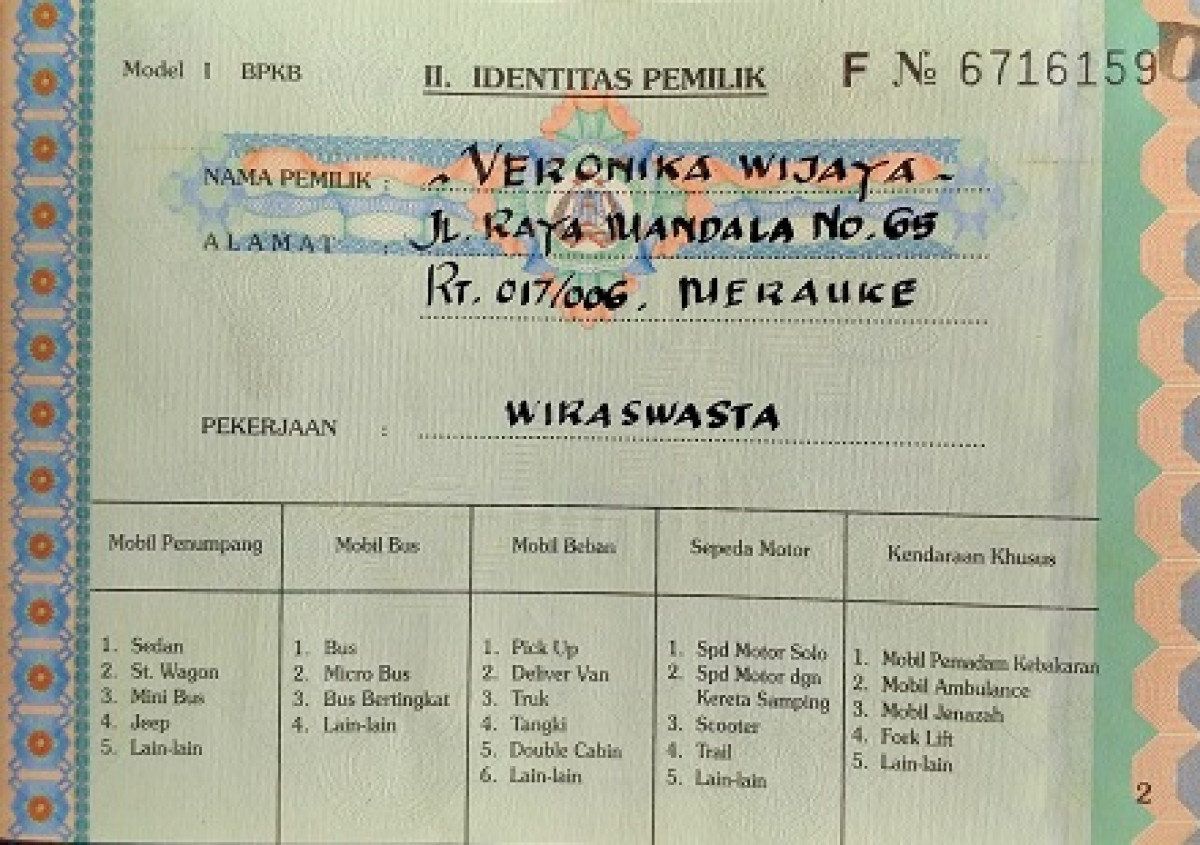 Model I BPKB
II. IDENTITAS PEMILIK
F № 6716159
NAMA PEMILIK : - VERONIKA WIJAYA -
ALAMAT : JL. RAYA MANDALA NO. 65
RT. 017/006, MERAUKE
PEKERJAAN : WIRASWASTA
Mobil Penumpang
1. Sedan
2. St. Wagon
3. Mini Bus
4. Jeep
5. Lain-lain
Mobil Bus
1. Bus
2. Micro Bus
3. Bus Bertingkat
4. Lain-lain
Mobil Beban
1. Pick Up
2. Deliver Van
3. Truk
4. Tangki
5. Double Cabin
6. Lain-lain
Sepeda Motor
1. Spd Motor Solo
2. Spd Motor dgn
Kereta Samping
3. Scooter
4. Trail
5. Lain-lain
Kendaraan Khusus
1. Mobil Pemadam Kebakaran
2. Mobil Ambulance
3. Mobil Jenazah
4. Fork Lift
5. Lain-lain
2